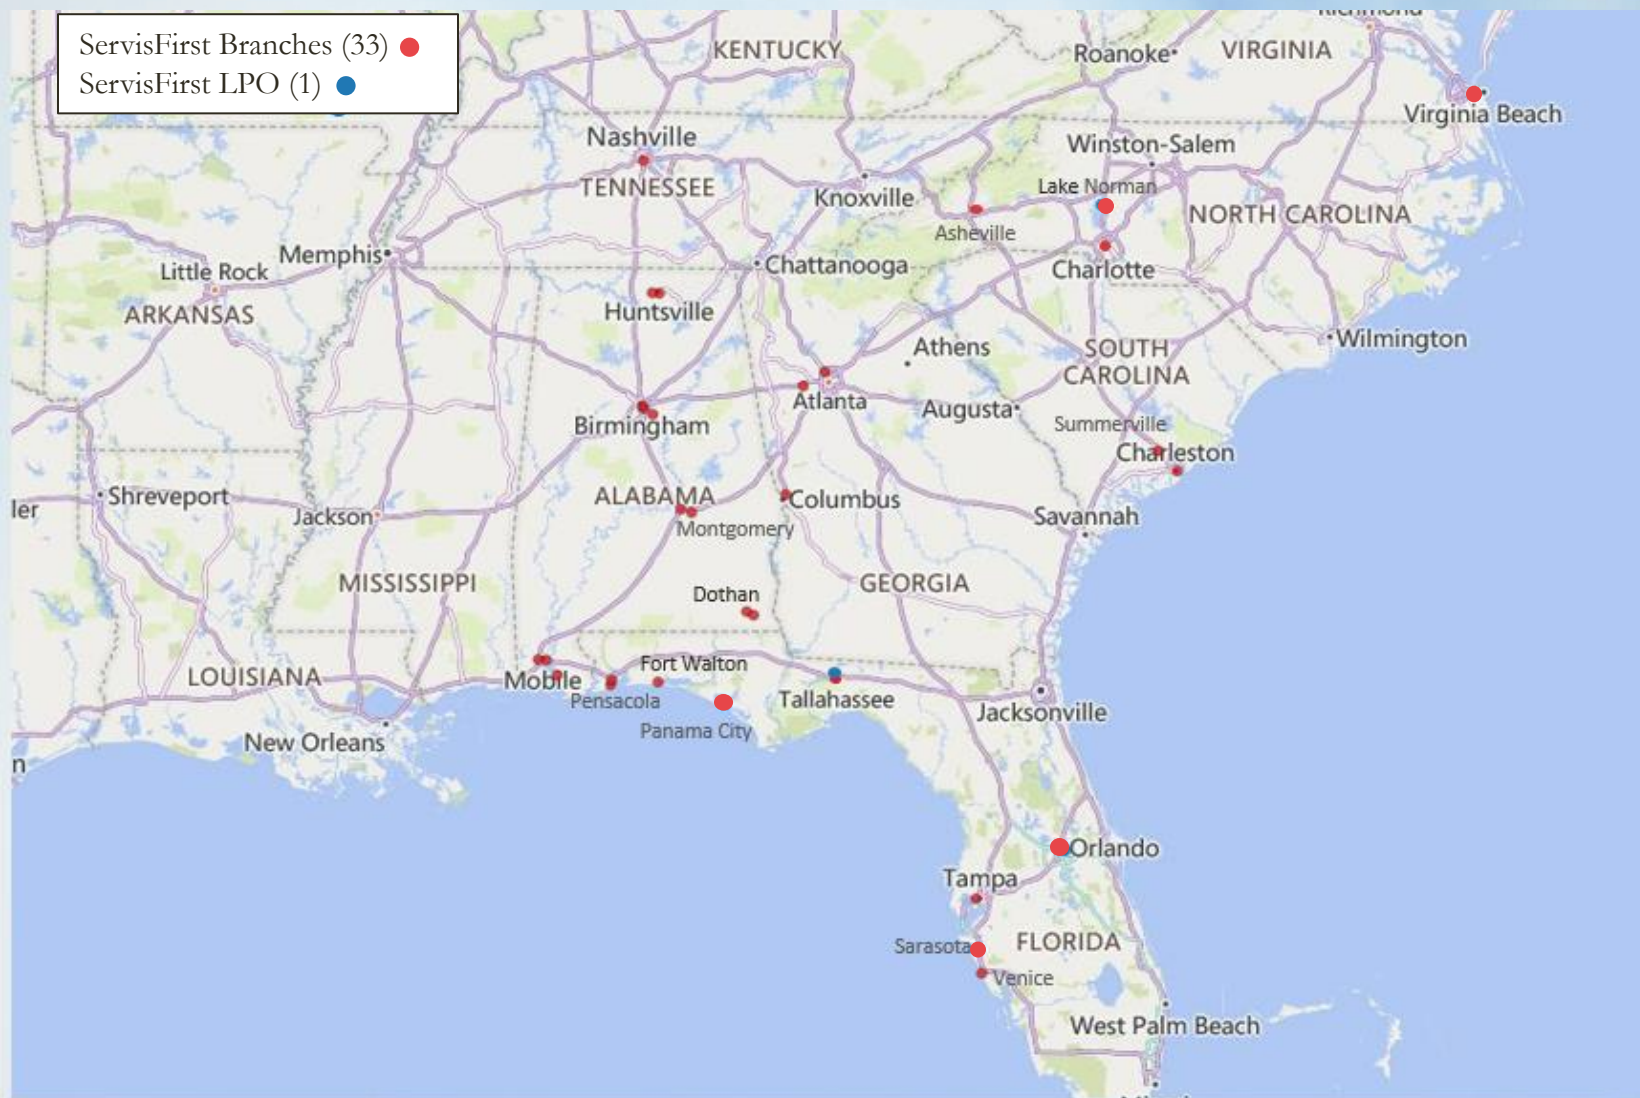 Richmond
ServisFirst Branches (33)
ServisFirst LPO (1)
KENTUCKY
Roanoke
VIRGINIA
Virginia Beach
Nashville
Winston-Salem
TENNESSEE
Knoxville
Lake Norman
NORTH CAROLINA
Asheville
Memphis
Chattanooga
Charlotte
Little Rock
ARKANSAS
Huntsville
Wilmington
Athens
SOUTH
CAROLINA
Atlanta
Augusta
Birmingham
Summerville
Charleston
ler
Shreveport
ALABAMA
Columbus
Jackson
Montgomery
Savannah
MISSISSIPPI
GEORGIA
Dothan
LOUISIANA
Mobile
Fort Walton
Pensacola
Tallahassee
Jacksonville
Panama City
New Orleans
n
Orlando
Tampa
Sarasota
FLORIDA
Venice
West Palm Beach